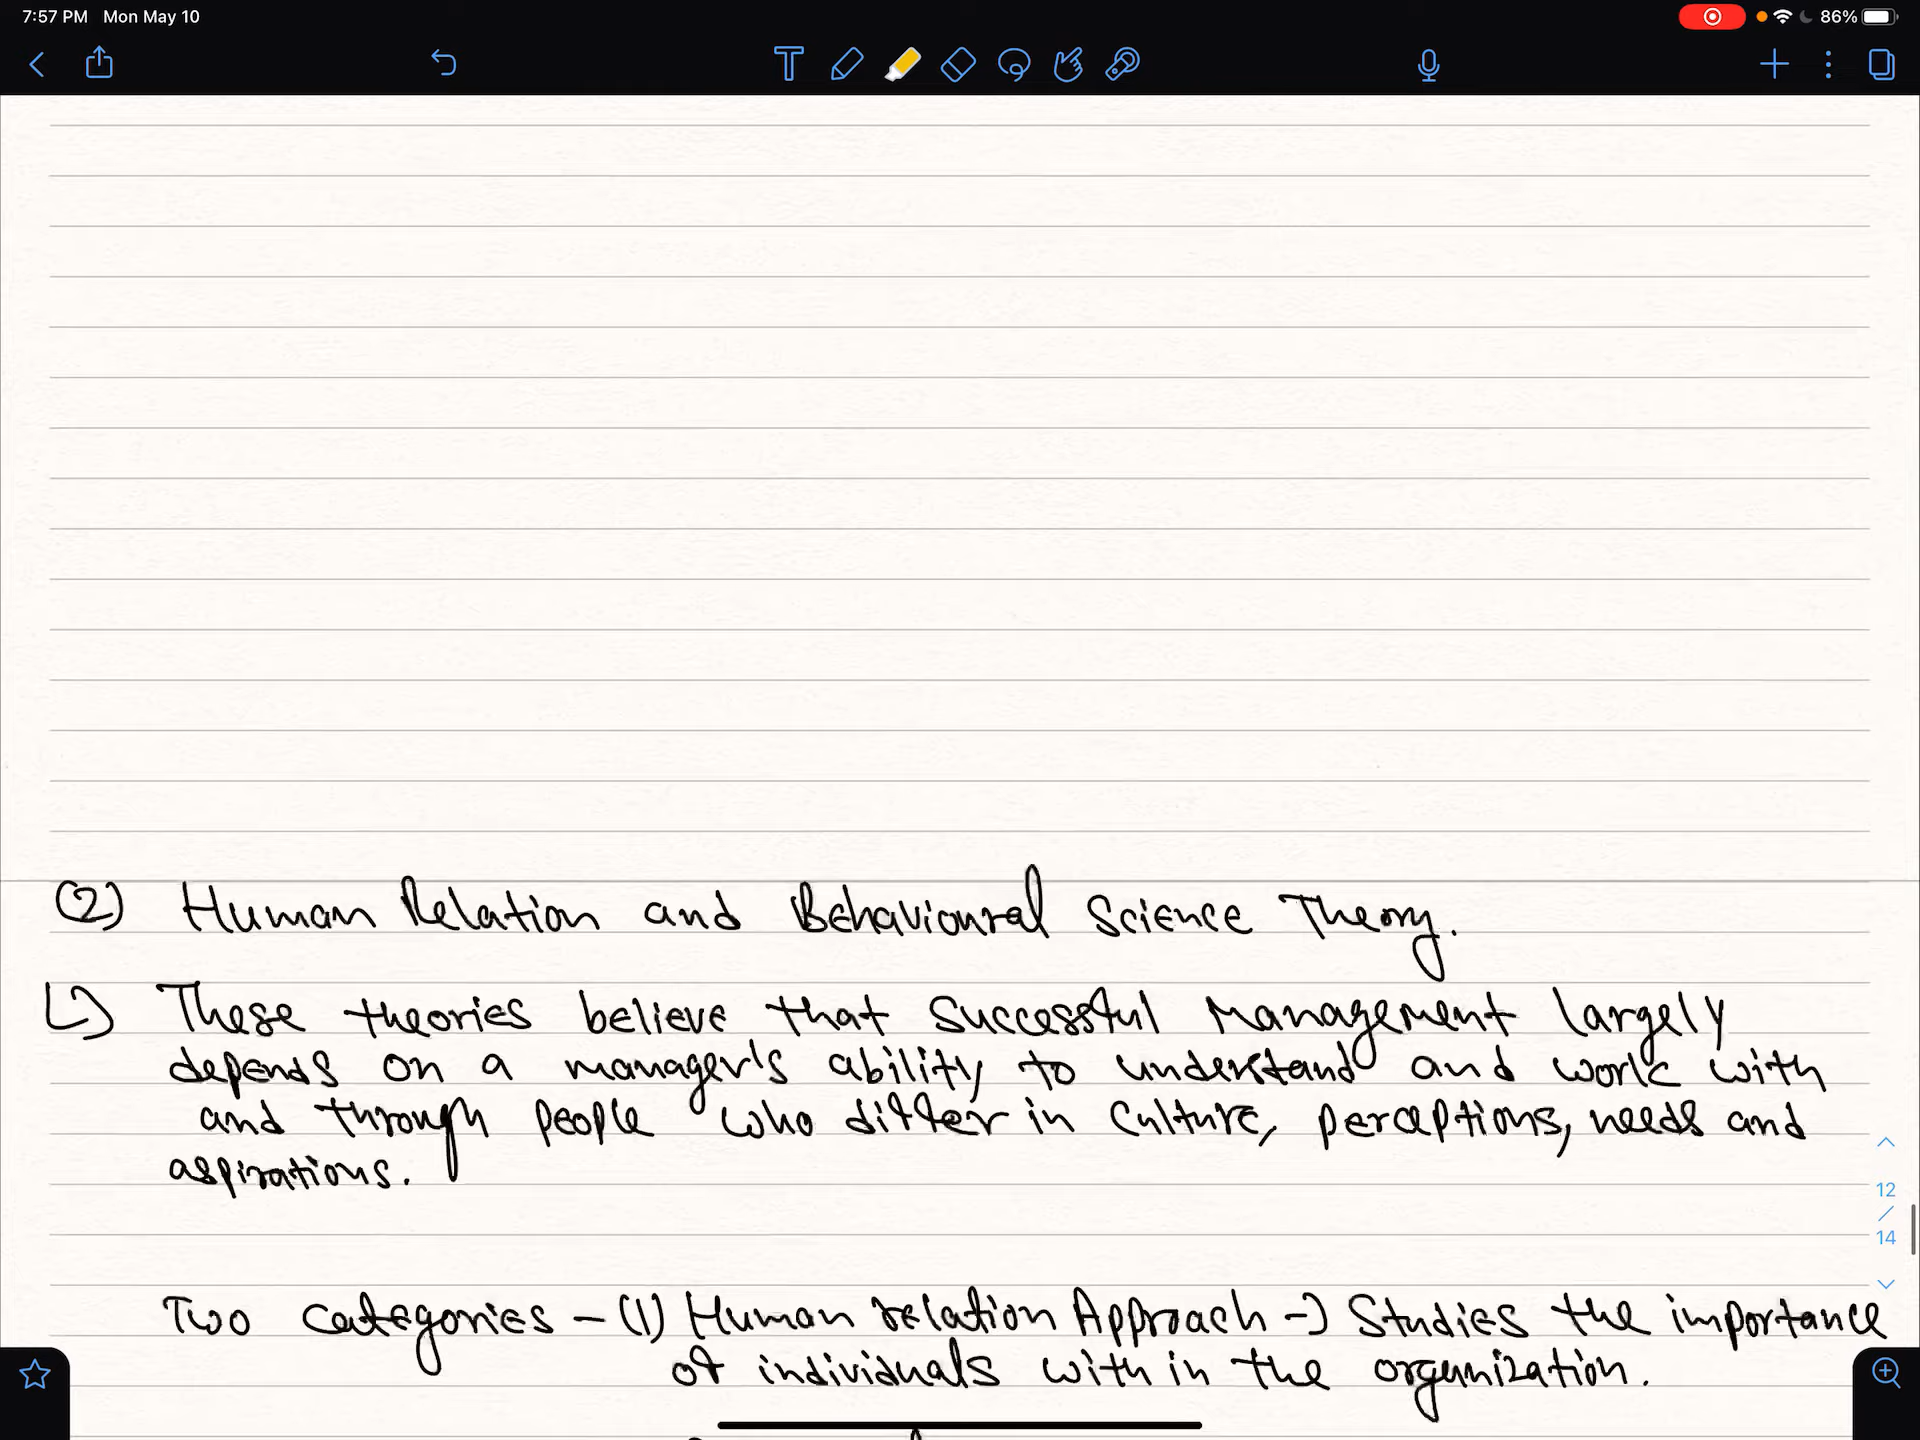 7:57 PM Mon May 10
86%
T
(2) Human Relation and Behavioural Science Theory.
These theories believe that successful management largely
depends on a manager's ability to understand and work with
and through people who differ in culture, perceptions, needs and
aspirations.
12
/
14
Two categories - (1) Human relation Approach -> Studies the importance
of individuals with in the organization.